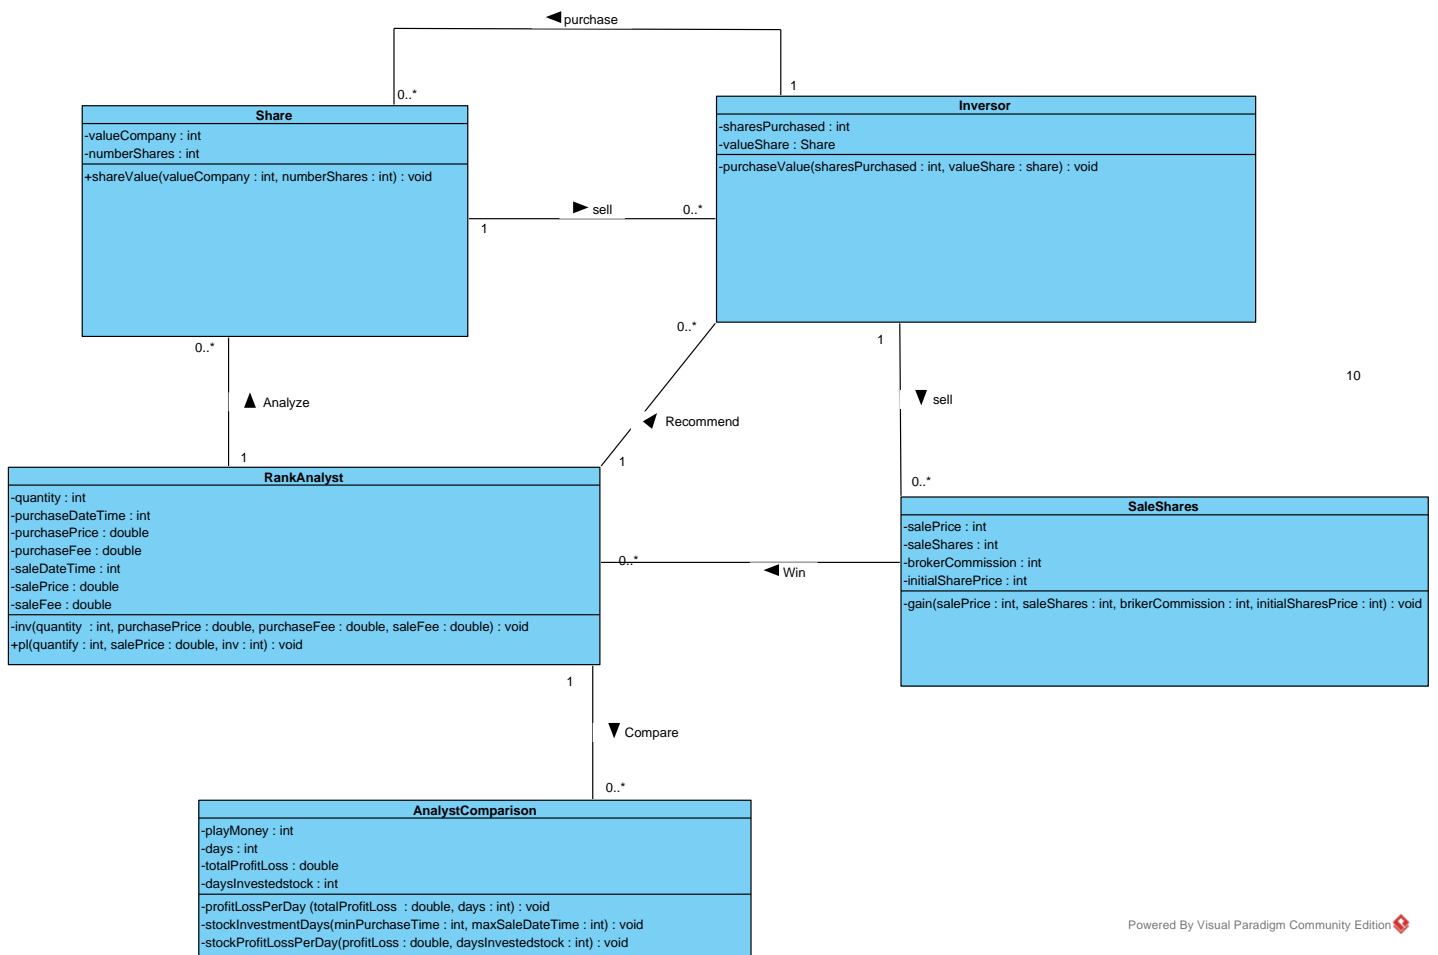 purchase
0..*
1
Share
-valueCompany : int
-numberShares : int
+shareValue(valueCompany : int, numberShares : int) : void
Inversor
-sharesPurchased : int
-valueShare : Share
-purchaseValue(sharesPurchased : int, valueShare : share) : void
sell
0..*
1
0..*
0..*
1
10
Analyze
sell
Recommend
1
1
0..*
RankAnalyst
-quantity : int
-purchaseDateTime : int
-purchasePrice : double
-purchaseFee : double
-saleDateTime : int
-salePrice : double
-saleFee : double
-inv(quantity : int, purchasePrice : double, purchaseFee : double, saleFee : double) : void
+pl(quantify : int, salePrice : double, inv : int) : void
SaleShares
-salePrice : int
-saleShares : int
-brokerCommission : int
-initialSharePrice : int
-gain(salePrice : int, saleShares : int, brikerCommission : int, initialSharesPrice : int) : void
0..*
Win
1
Compare
0..*
AnalystComparison
-playMoney : int
-days : int
-totalProfitLoss : double
-daysInvestedstock : int
-profitLossPerDay (totalProfitLoss : double, days : int) : void
-stockInvestmentDays(minPurchaseTime : int, maxSaleDateTime : int) : void
-stockProfitLossPerDay(profitLoss : double, daysInvestedstock : int) : void
Powered By Visual Paradigm Community Edition